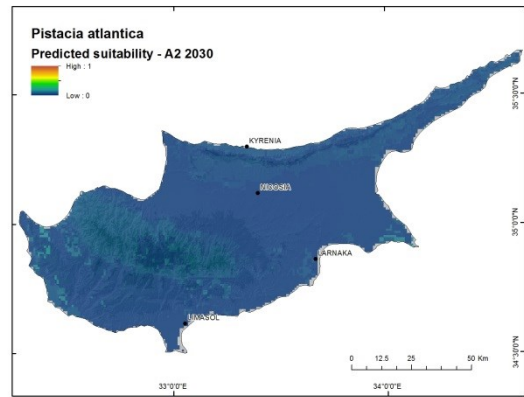 Pistacia atlantica
Predicted suitability - A2 2030
High : 1
Low : 0
KYRENIA
NICOSIA
LARNAKA
LIMASOL
35°30'0"N
35°0'0"N
34°30'0"N
0 12.5 25 50 Km
33°0'0"E
34°0'0"E